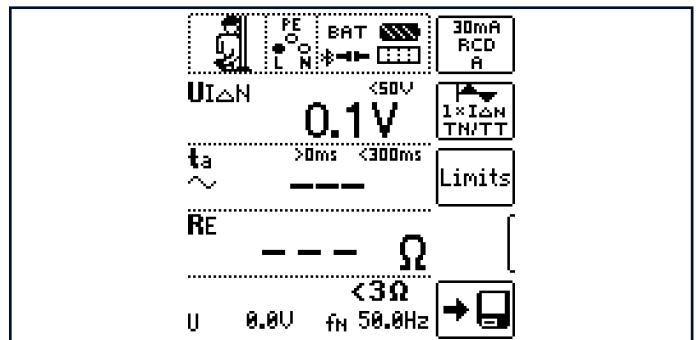 PE
L N
BAT
30mA
RCD
A
UI△N
<50V
0.1V
1×I△N
TN/TT
ta
>0ms <300ms
~ ---
Limits
RE
--- Ω
<3Ω
U 0.0V fN 50.0Hz